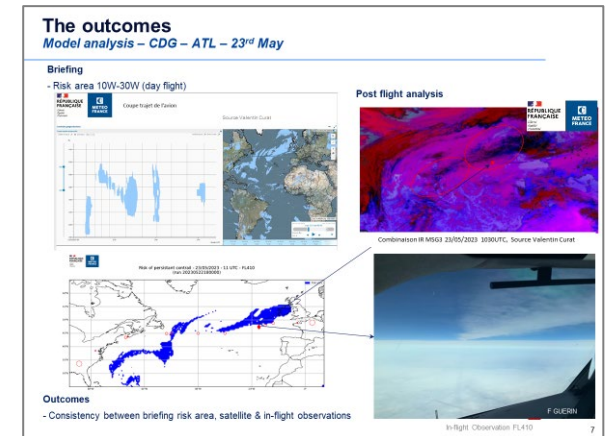 The outcomes
Model analysis – CDG – ATL – 23rd May
Briefing
- Risk area 10W-30W (day flight)
RÉPUBLIQUE
FRANÇAISE
METEO
FRANCE
Coupe trajet de l'avion
Source Valentin Curat
Post flight analysis
RÉPUBLIQUE
FRANÇAISE
METEO
FRANCE
Combinaison IR MSG3 23/05/2023 1030UTC, Source Valentin Curat
Risk of persistent contrail - 23/05/2023 - 12 UTC - FL410
F GUERIN
Outcomes
- Consistency between briefing risk area, satellite & in-flight observations
In-flight Observation FL410
7